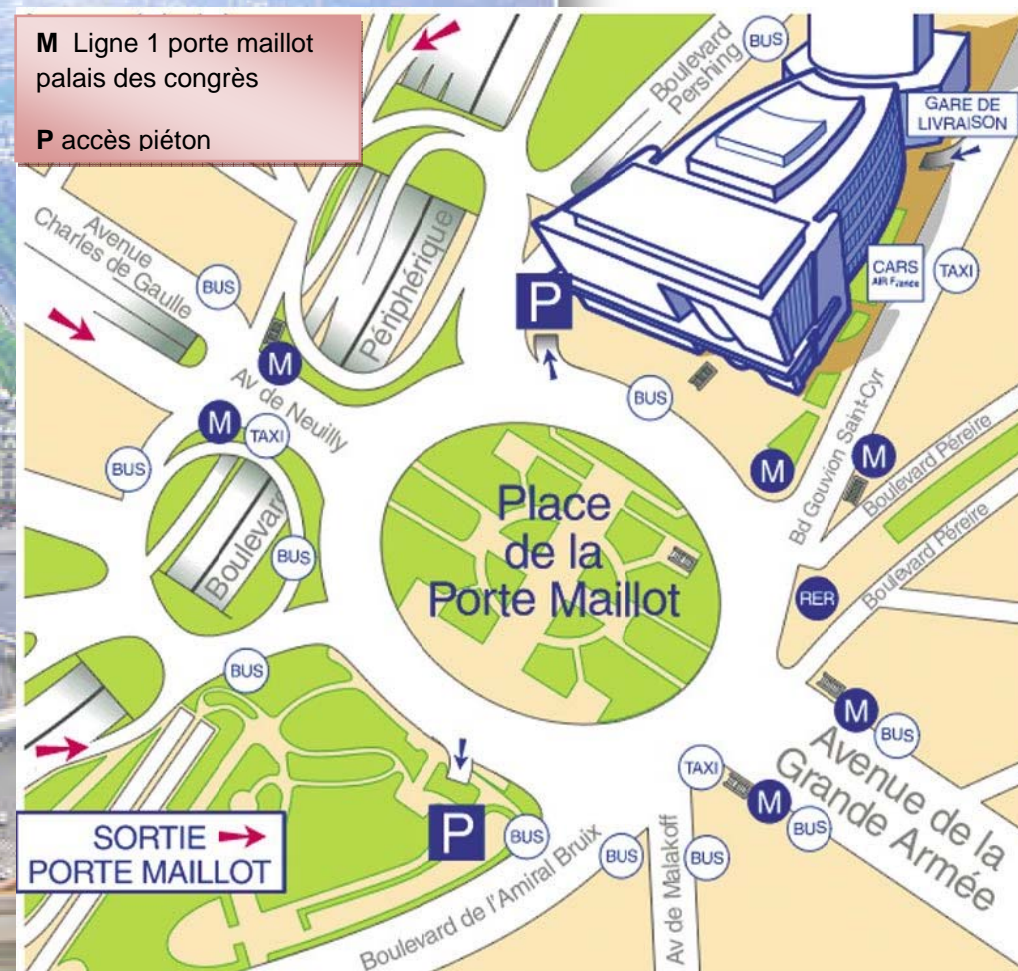 M Ligne 1 porte maillot
palais des congrès
P accès piéton
BUS
Boulevard
Pershing
GARE DE
LIVRAISON
Avenue
Charles de Gaulle
BUS
Périphérique
P
CARS
AIR France
TAXI
M
Av de Neuilly
BUS
M
TAXI
BUS
M
M
Bd Gouvion Saint-Cyr
Boulevard Péreire
Boulevard Péreire
Boulevard
BUS
Place
de la
Porte Maillot
RER
BUS
M
BUS
Avenue de la
Grande Armée
TAXI
M
BUS
P
BUS
SORTIE
PORTE MAILLOT
Boulevard de l'Amiral Bruix
BUS
Av de Malakoff
BUS